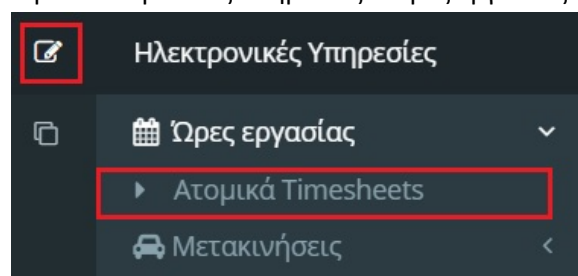 Ηλεκτρονικές Υπηρεσίες
Ώρες εργασίας
Ατομικά Timesheets
Μετακινήσεις